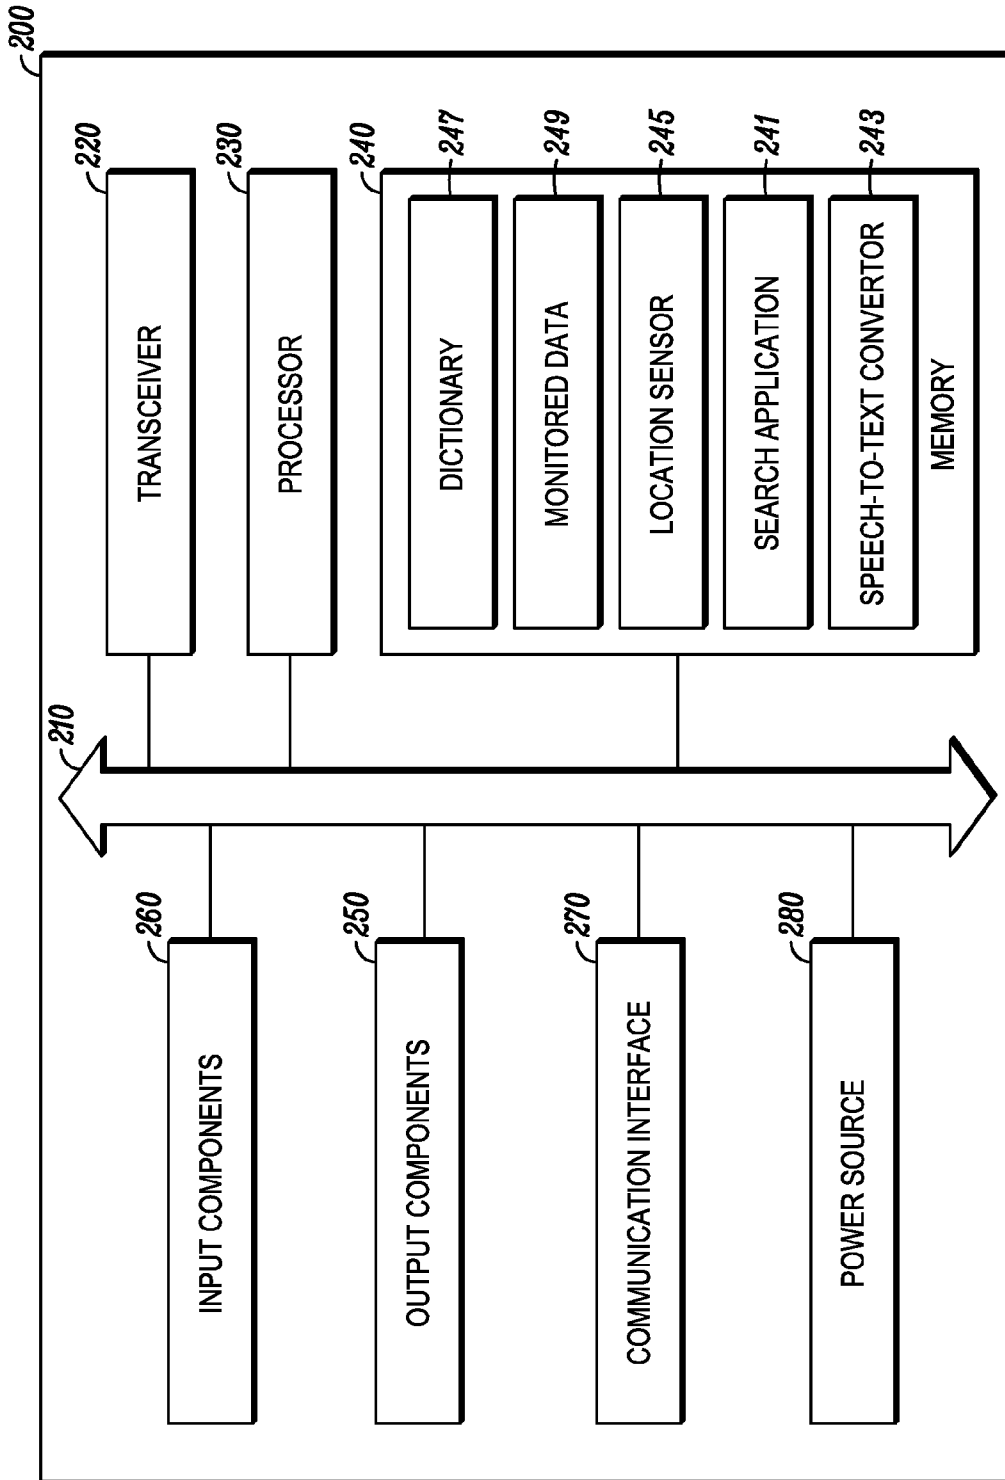 200
210
260
INPUT COMPONENTS
250
OUTPUT COMPONENTS
270
COMMUNICATION INTERFACE
280
POWER SOURCE
220
TRANSCEIVER
230
PROCESSOR
240
247
DICTIONARY
249
MONITORED DATA
245
LOCATION SENSOR
241
SEARCH APPLICATION
243
SPEECH-TO-TEXT CONVERTOR
MEMORY